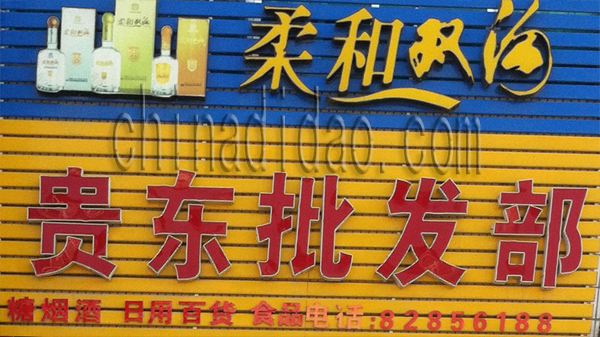 柔和双沟
chinadidao.com
贵东批发部
糖烟酒 日用百货 食品电话:82856188